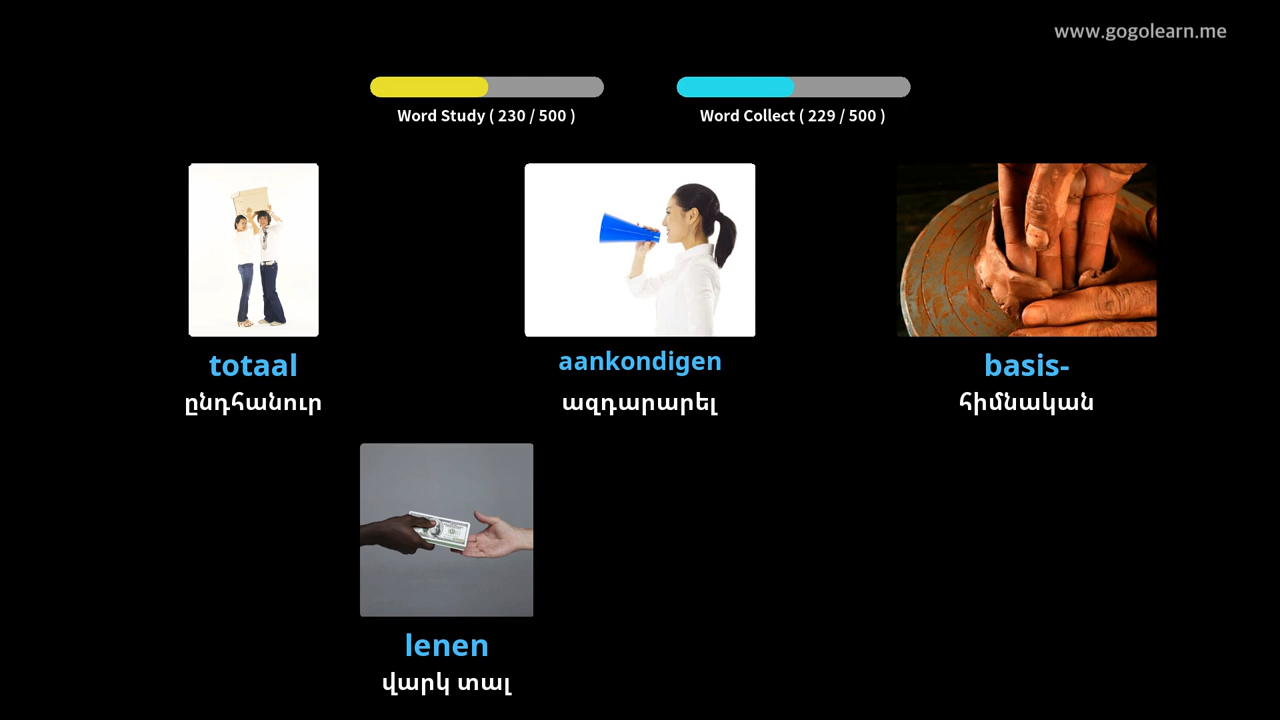 www.gogolearn.me
Word Study ( 230 / 500 )
Word Collect ( 229 / 500 )
totaal
ընդհանուր
aankondigen
ազդարարել
basis-
հիմնական
lenen
վարկ տալ